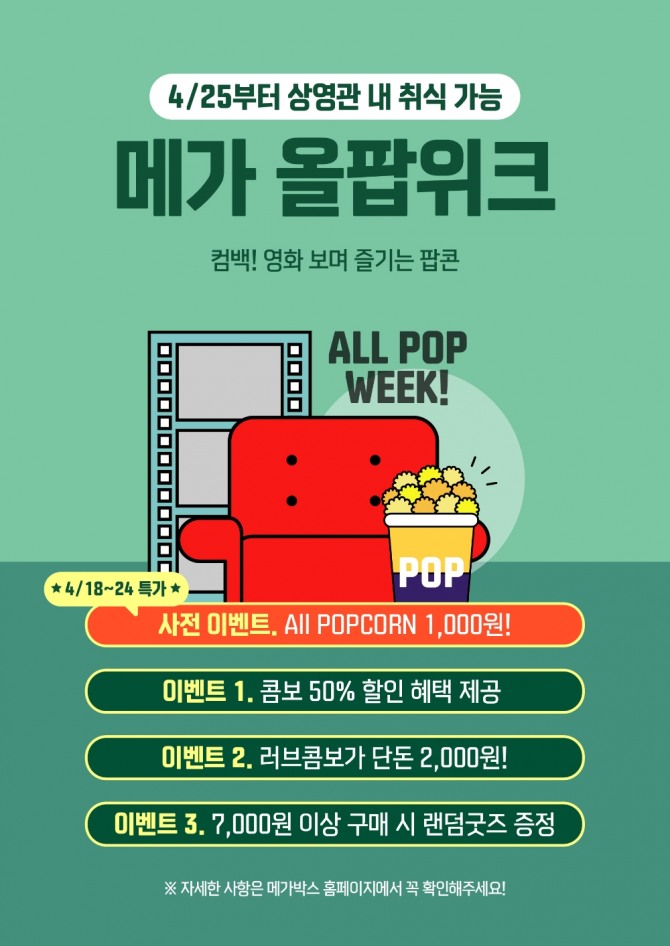 4/25부터 상영관 내 취식 가능
메가 올팝위크
컴백! 영화 보며 즐기는 팝콘
ALL POP
WEEK!
POP
★ 4/18~24 특가 ★
사전 이벤트. All POPCORN 1,000원!
이벤트 1. 콤보 50% 할인 혜택 제공
이벤트 2. 러브콤보가 단돈 2,000원!
이벤트 3. 7,000원 이상 구매 시 랜덤굿즈 증정
※ 자세한 사항은 메가박스 홈페이지에서 꼭 확인해주세요!